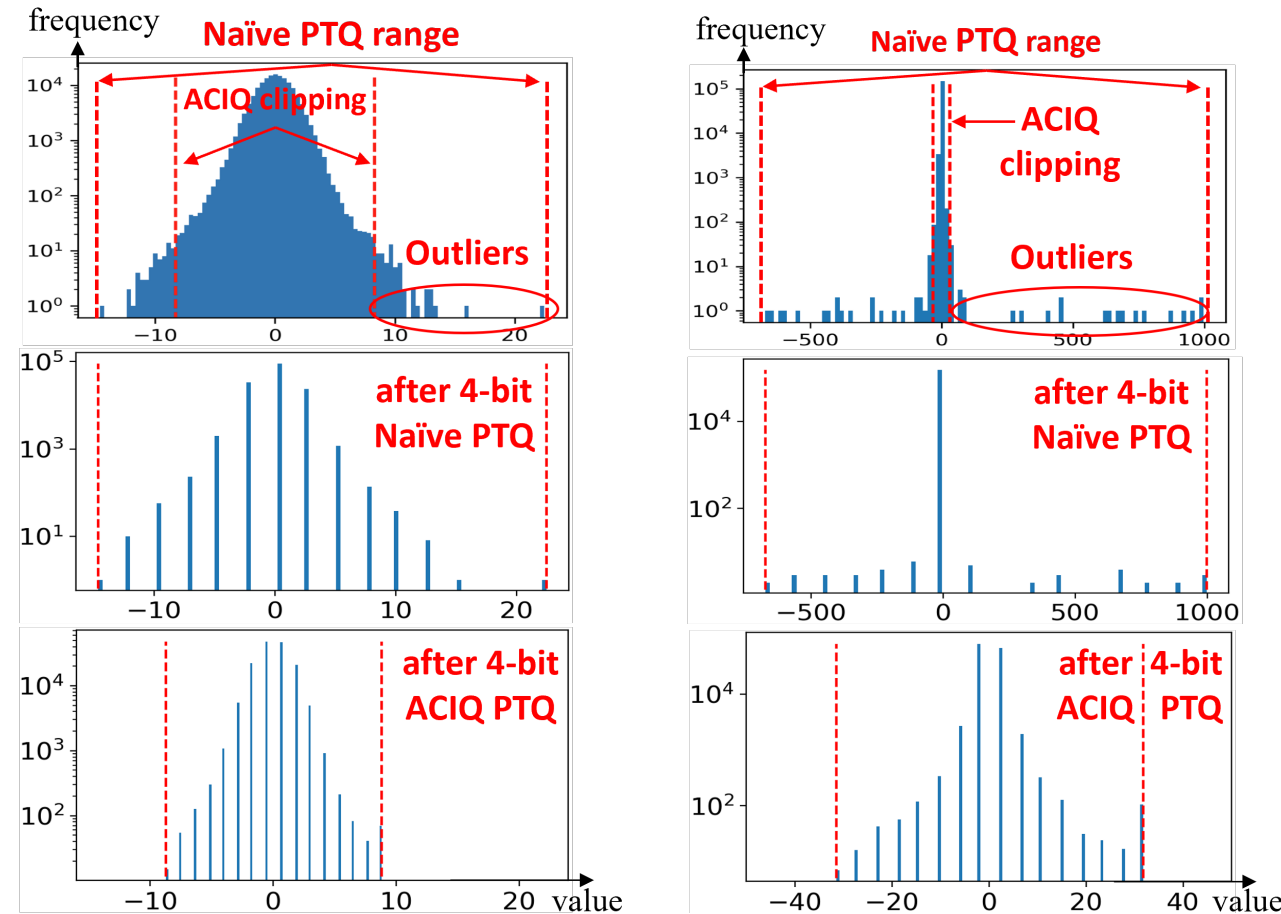 frequency
Naïve PTQ range
10⁴
ACIQ clipping
10³
10²
10¹
Outliers
10⁰
−10
0
10
20
frequency
Naïve PTQ range
10⁵
ACIQ
10⁴
clipping
10³
10²
10¹
Outliers
10⁰
−500
0
500
1000
10⁵
after 4-bit
Naïve PTQ
10³
10¹
−10
0
10
20
after 4-bit
Naïve PTQ
10⁴
10²
−500
0
500
1000
after 4-bit
ACIQ PTQ
10⁴
10³
10²
−10
0
10
20
value
after 4-bit
ACIQ PTQ
10⁴
10²
−40
−20
0
20
40
value